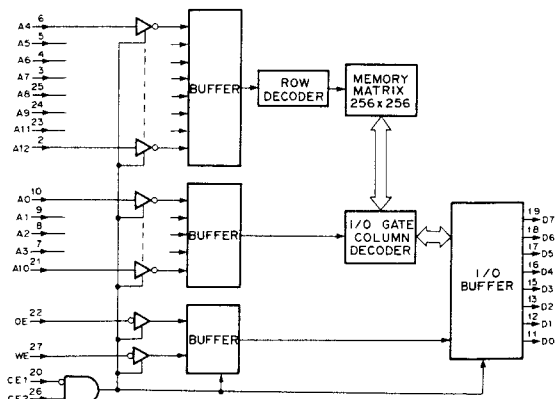 A4 6
A5 5
A6 4
A7 3
A8 25
A9 24
A11 23
A12 2
BUFFER
ROW
DECODER
MEMORY
MATRIX
256 x 256
A0 10
A1 9
A2 8
A3 7
A10 21
BUFFER
I/O GATE
COLUMN
DECODER
I/O
BUFFER
19 D7
18 D6
17 D5
16 D4
15 D3
13 D2
12 D1
11 D0
OE 22
WE 27
BUFFER
CE1 20
CE2 26